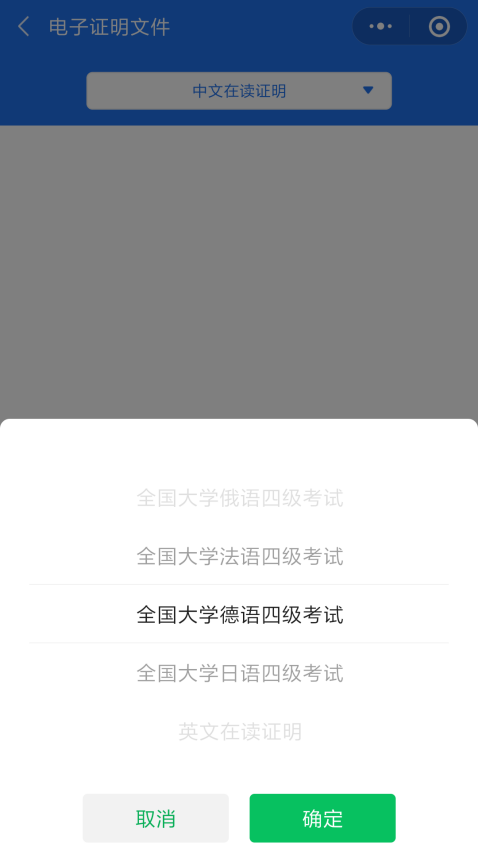 电子证明文件
中文在读证明
全国大学俄语四级考试
全国大学法语四级考试
全国大学德语四级考试
全国大学日语四级考试
英文在读证明
取消
确定